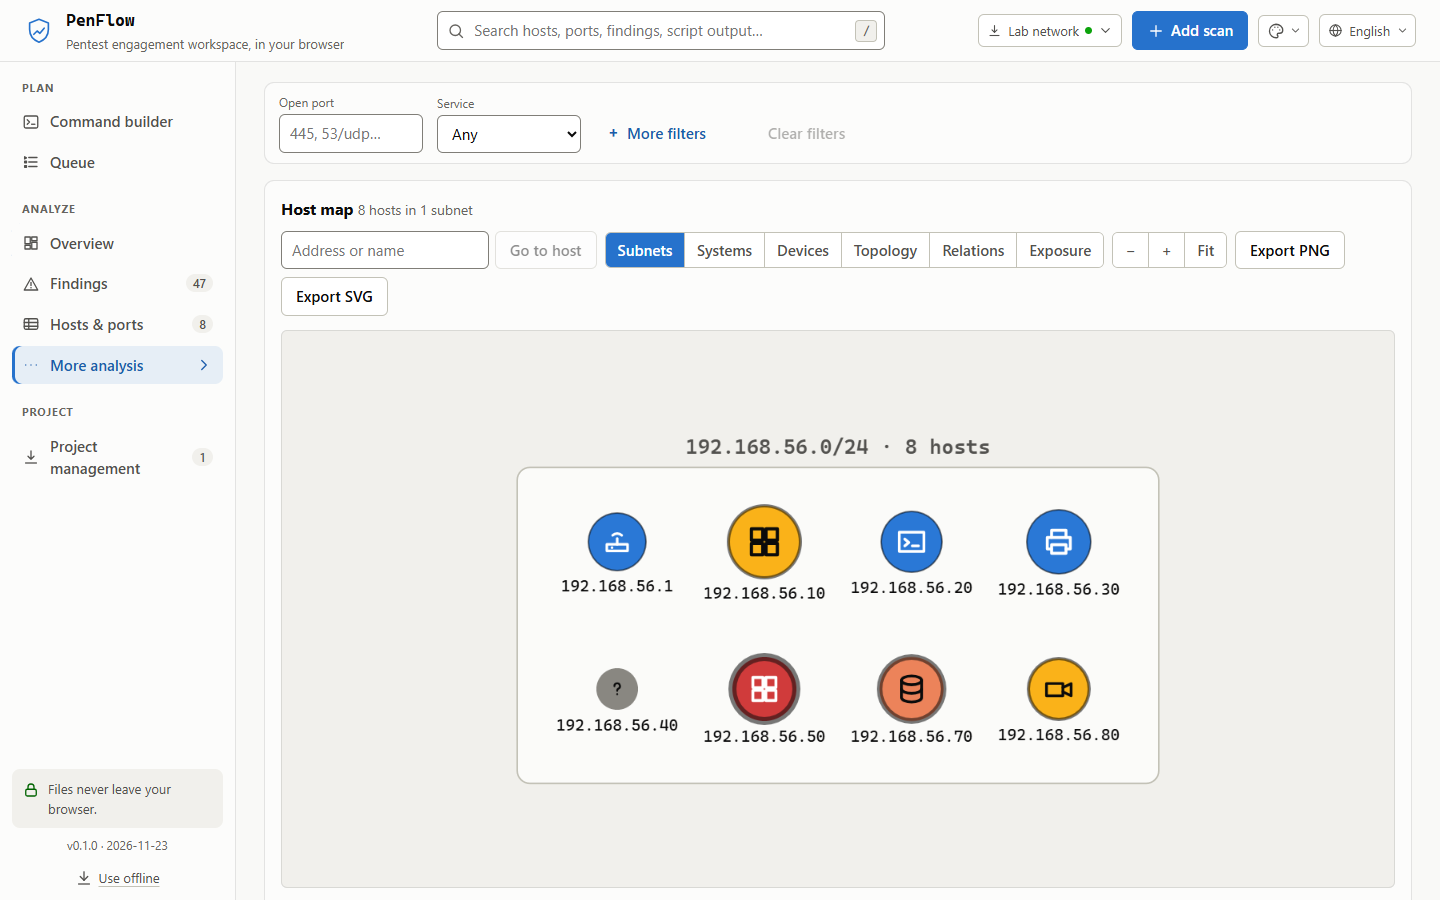 PenFlow
Pentest engagement workspace, in your browser
Search hosts, ports, findings, script output...
/
Lab network
Add scan
English
PLAN
Command builder
Queue
ANALYZE
Overview
Findings 47
Hosts & ports 8
More analysis
PROJECT
Project management 1
Files never leave your
browser.
v0.1.0 · 2026-11-23
Use offline
Open port
445, 53/udp...
Service
Any
+ More filters
Clear filters
Host map 8 hosts in 1 subnet
Address or name
Go to host
Subnets
Systems
Devices
Topology
Relations
Exposure
−
+
Fit
Export PNG
Export SVG
192.168.56.0/24 · 8 hosts
192.168.56.1
192.168.56.10
192.168.56.20
192.168.56.30
?
192.168.56.40
192.168.56.50
192.168.56.70
192.168.56.80